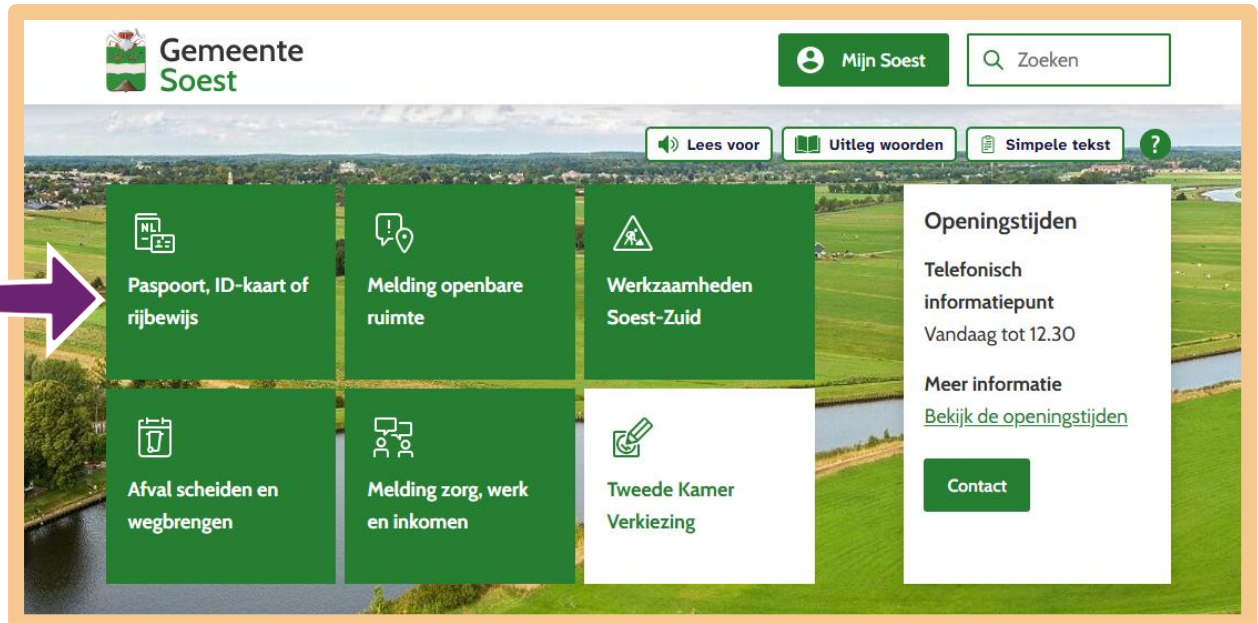 Gemeente
Soest
Mijn Soest
Zoeken
Lees voor
Uitleg woorden
Simpele tekst
?
NL
Paspoort, ID-kaart of
rijbewijs
Melding openbare
ruimte
Werkzaamheden
Soest-Zuid
Afval scheiden en
wegbrengen
Melding zorg, werk
en inkomen
Tweede Kamer
Verkiezing
Openingstijden
Telefonisch
informatiepunt
Vandaag tot 12.30
Meer informatie
Bekijk de openingstijden
Contact